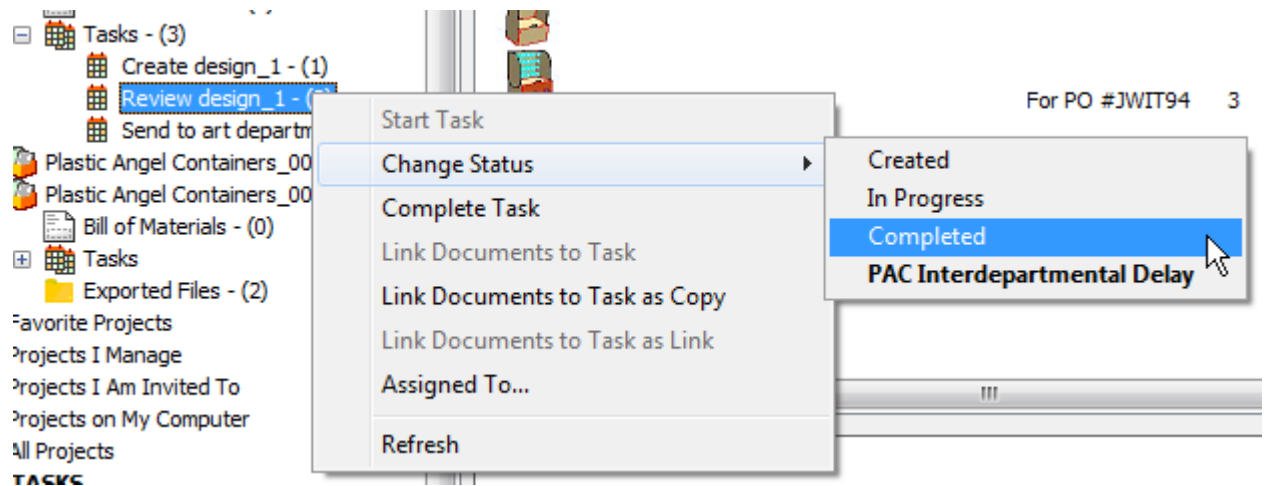 Tasks - (3)
Create design_1 - (1)
Review design_1 - (
Send to art departm
Plastic Angel Containers_00
Plastic Angel Containers_00
Bill of Materials - (0)
Tasks
Exported Files - (2)
Favorite Projects
Projects I Manage
Projects I Am Invited To
Projects on My Computer
All Projects
TASKS
Start Task
Change Status
Complete Task
Link Documents to Task
Link Documents to Task as Copy
Link Documents to Task as Link
Assigned To...
Refresh
For PO #JWIT94 3
Created
In Progress
Completed
PAC Interdepartmental Delay